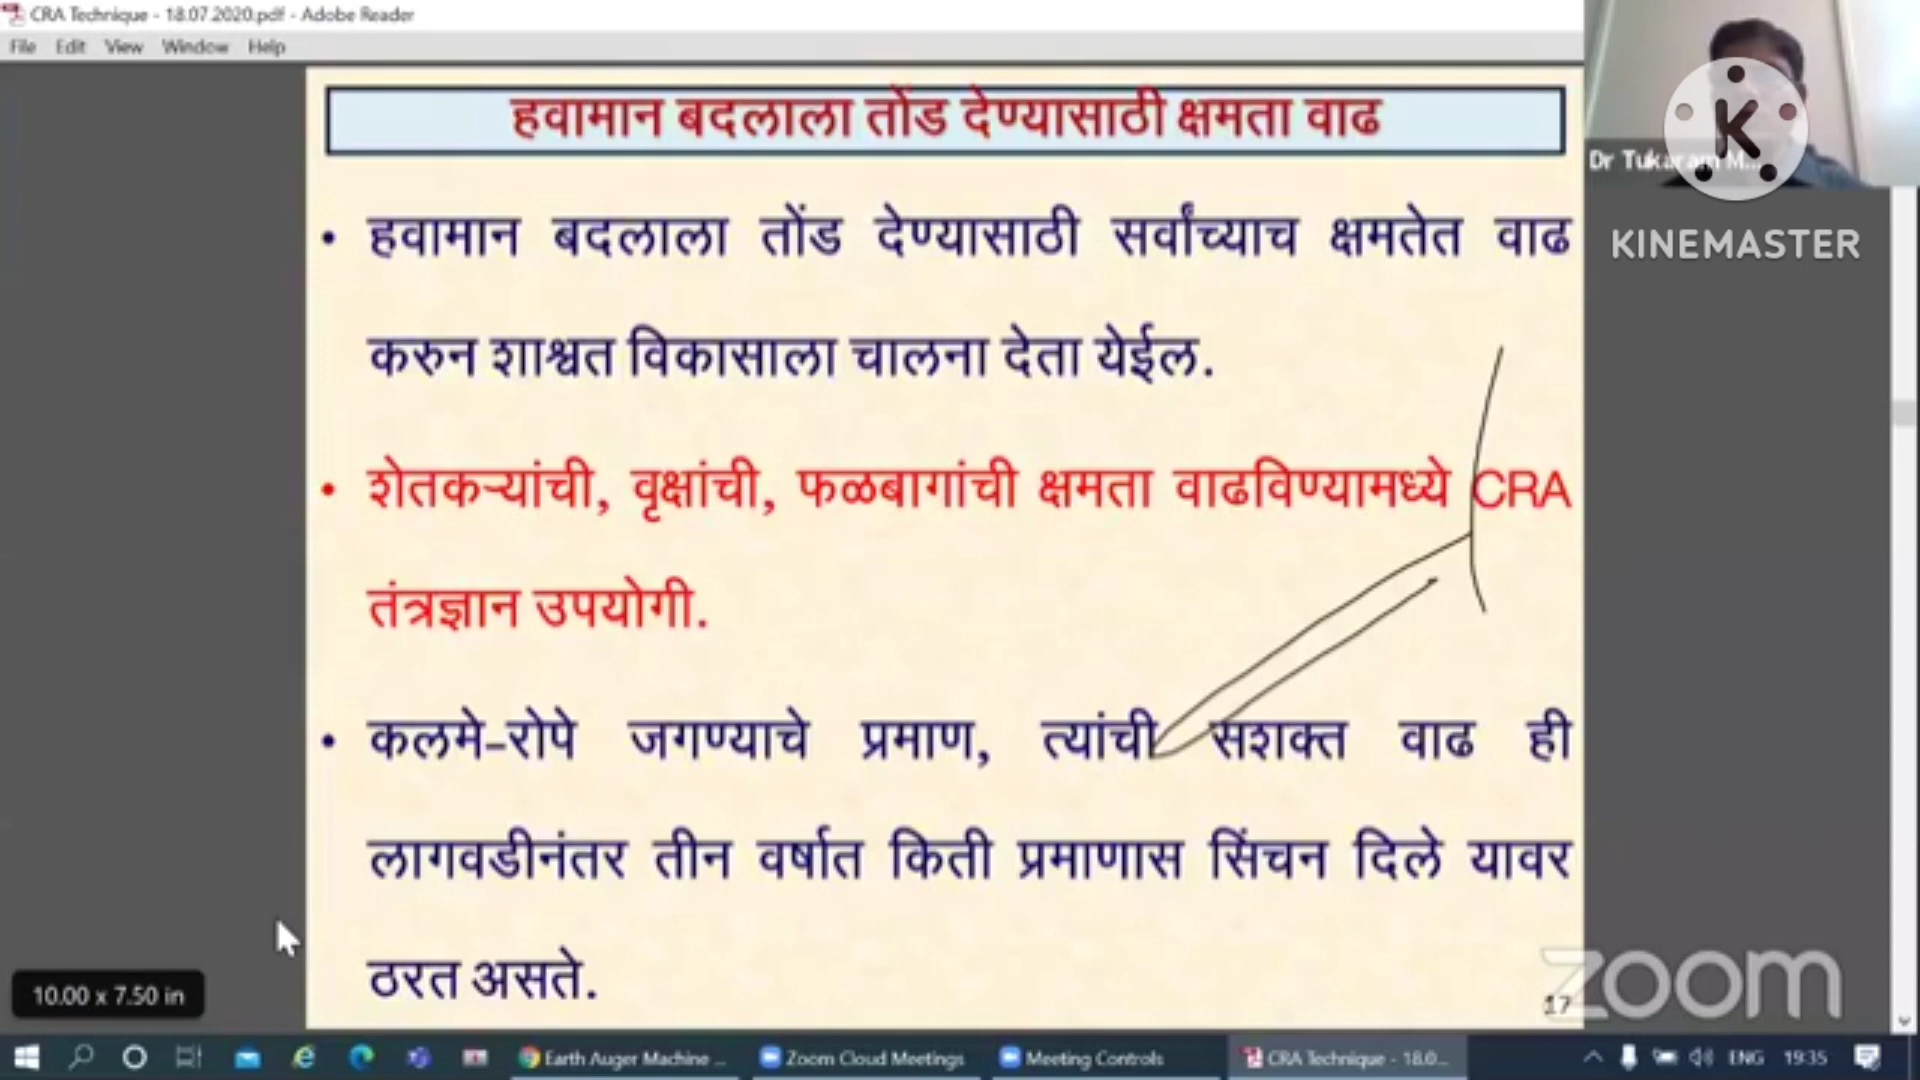 CRA Technique - 18.07.2020.pdf - Adobe Reader
File Edit View Window Help
हवामान बदलाला तोंड देण्यासाठी क्षमता वाढ
Dr Tukaram M...
KINEMASTER
• हवामान बदलाला तोंड देण्यासाठी सर्वांच्याच क्षमतेत वाढ
करुन शाश्वत विकासाला चालना देता येईल.
• शेतकऱ्यांची, वृक्षांची, फळबागांची क्षमता वाढविण्यामध्ये CRA
तंत्रज्ञान उपयोगी.
• कलमे-रोपे जगण्याचे प्रमाण, त्यांची सशक्त वाढ ही
लागवडीनंतर तीन वर्षात किती प्रमाणास सिंचन दिले यावर
ठरत असते.
10.00 x 7.50 in
17
zoom
Earth Auger Machine ... Zoom Cloud Meetings Meeting Controls CRA Technique - 18.0... ENG 19:35